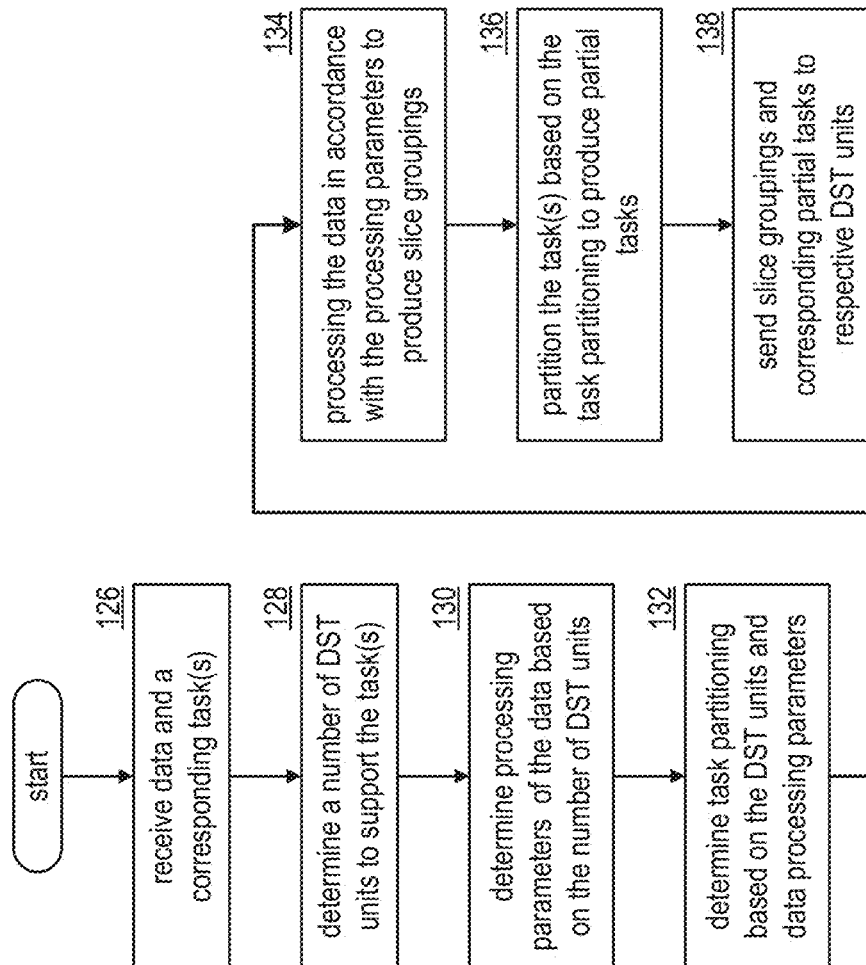 start
126
receive data and a
corresponding task(s)
128
determine a number of DST
units to support the task(s)
130
determine processing
parameters of the data based
on the number of DST units
132
determine task partitioning
based on the DST units and
data processing parameters
134
processing the data in accordance
with the processing parameters to
produce slice groupings
136
partition the task(s) based on the
task partitioning to produce partial
tasks
138
send slice groupings and
corresponding partial tasks to
respective DST units